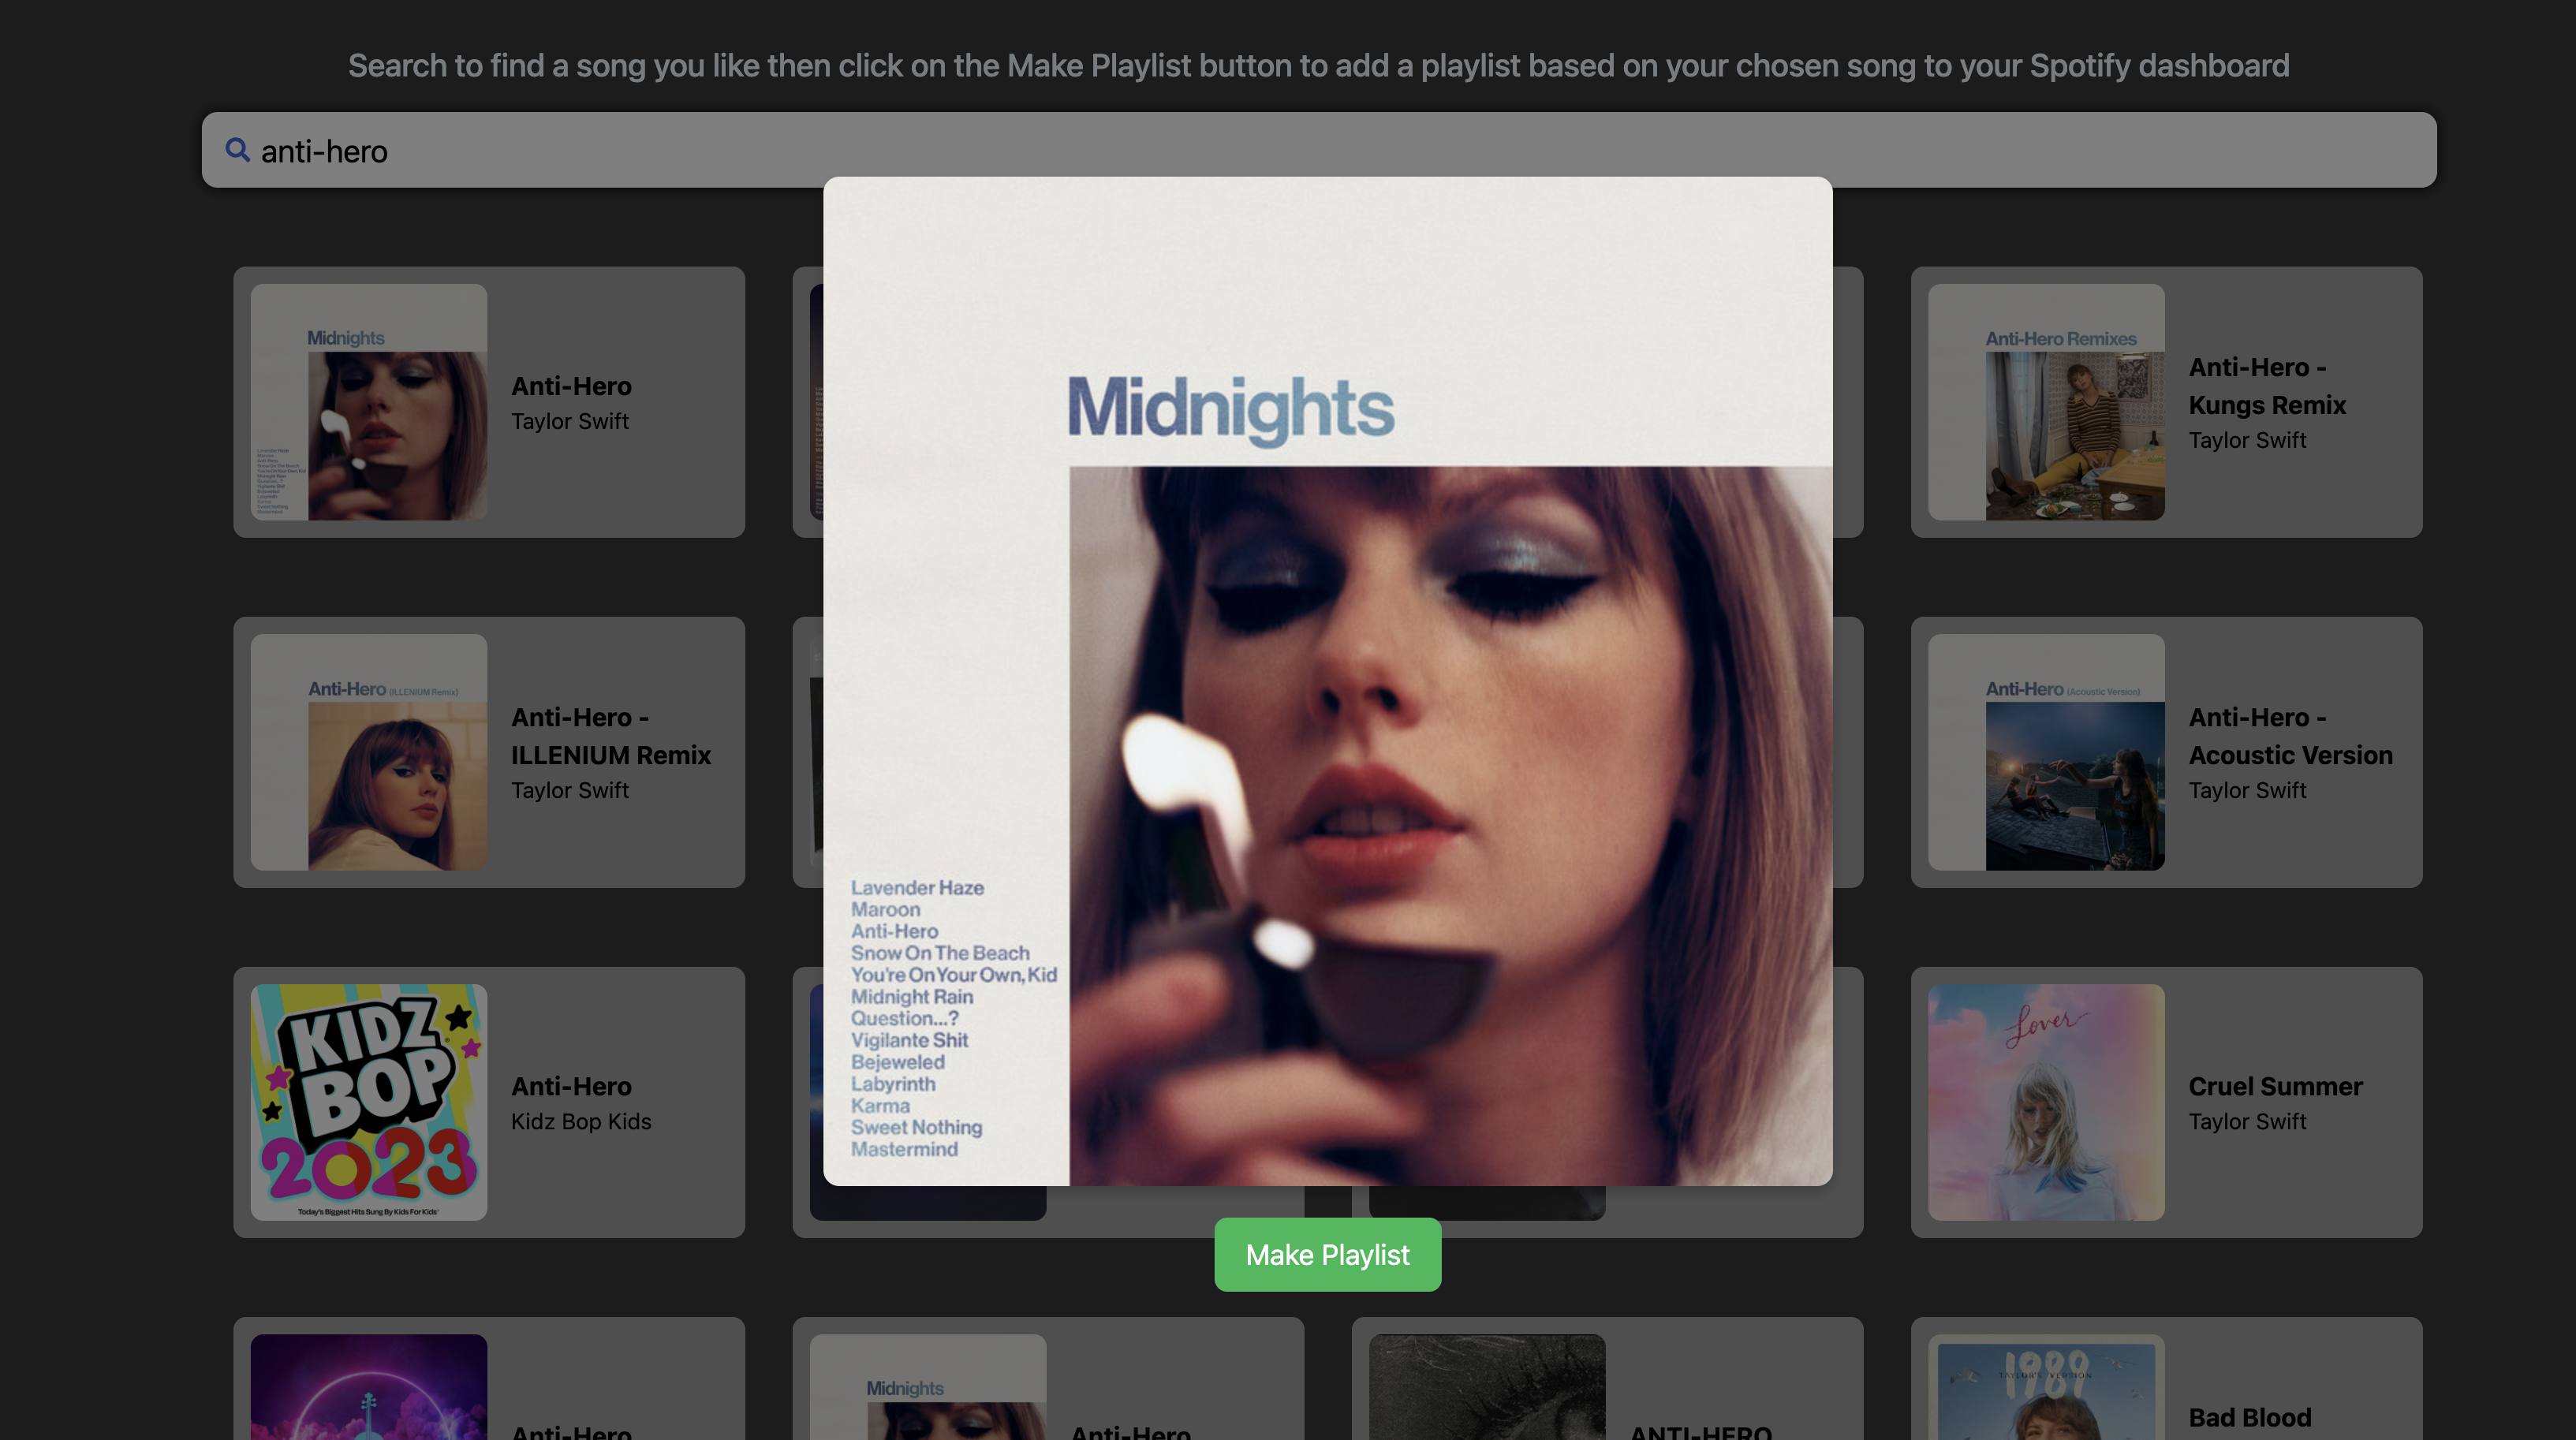 Search to find a song you like then click on the Make Playlist button to add a playlist based on your chosen song to your Spotify dashboard
anti-hero
Midnights
Anti-Hero
Taylor Swift
Anti-Hero Remixes
Anti-Hero -
Kungs Remix
Taylor Swift
Midnights
Lavender Haze
Maroon
Anti-Hero
Snow On The Beach
You're On Your Own, Kid
Midnight Rain
Question...?
Vigilante Shit
Bejeweled
Labyrinth
Karma
Sweet Nothing
Mastermind
Anti-Hero (ILLENIUM Remix)
Anti-Hero -
ILLENIUM Remix
Taylor Swift
Anti-Hero (Acoustic Version)
Anti-Hero -
Acoustic Version
Taylor Swift
KIDZ
BOP
2023
Today's Biggest Hits Sung By Kids For Kids
Anti-Hero
Kidz Bop Kids
Lover
Cruel Summer
Taylor Swift
Make Playlist
Anti-Hero
Midnights
Anti-Hero
ANTI-HERO
1989
TAYLOR'S VERSION
Bad Blood